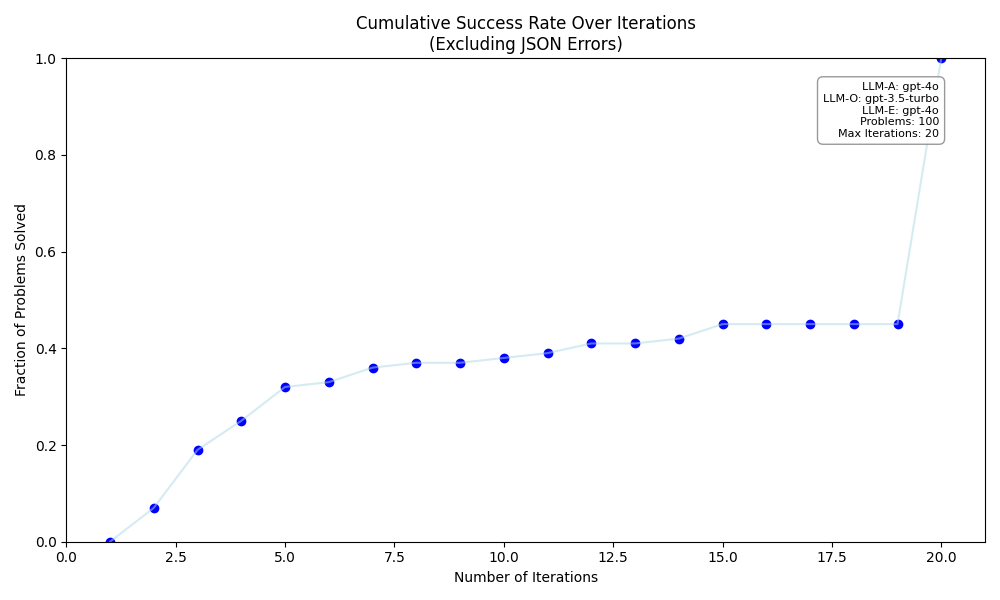 Cumulative Success Rate Over Iterations
(Excluding JSON Errors)
LLM-A: gpt-4o
LLM-O: gpt-3.5-turbo
LLM-E: gpt-4o
Problems: 100
Max Iterations: 20
Fraction of Problems Solved
1.0
0.8
0.6
0.4
0.2
0.0
0.0 2.5 5.0 7.5 10.0 12.5 15.0 17.5 20.0
Number of Iterations